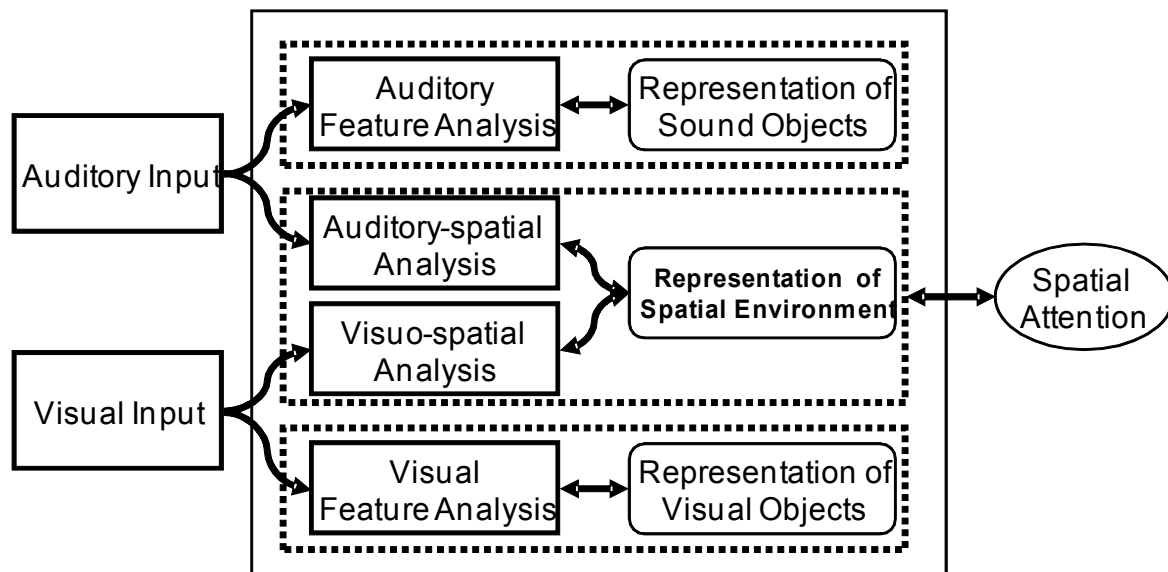 Auditory
Feature Analysis
Representation of
Sound Objects
Auditory Input
Auditory-spatial
Analysis
Representation of
Spatial Environment
Spatial
Attention
Visuo-spatial
Analysis
Visual Input
Visual
Feature Analysis
Representation of
Visual Objects